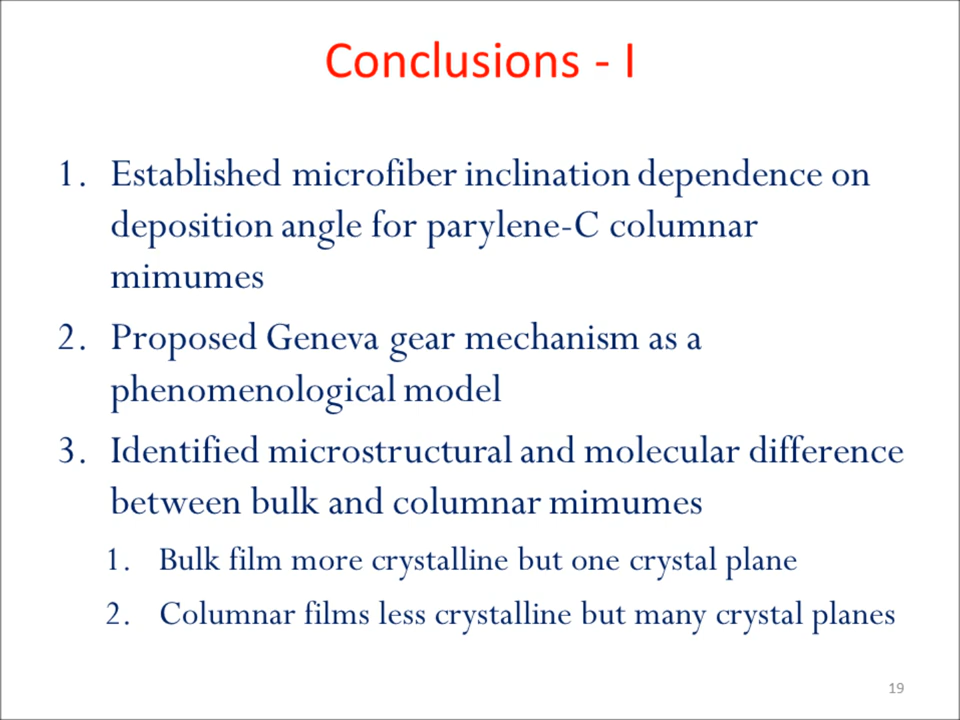 Conclusions - I
1. Established microfiber inclination dependence on
deposition angle for parylene-C columnar
mimumes
2. Proposed Geneva gear mechanism as a
phenomenological model
3. Identified microstructural and molecular difference
between bulk and columnar mimumes
1. Bulk film more crystalline but one crystal plane
2. Columnar films less crystalline but many crystal planes
19